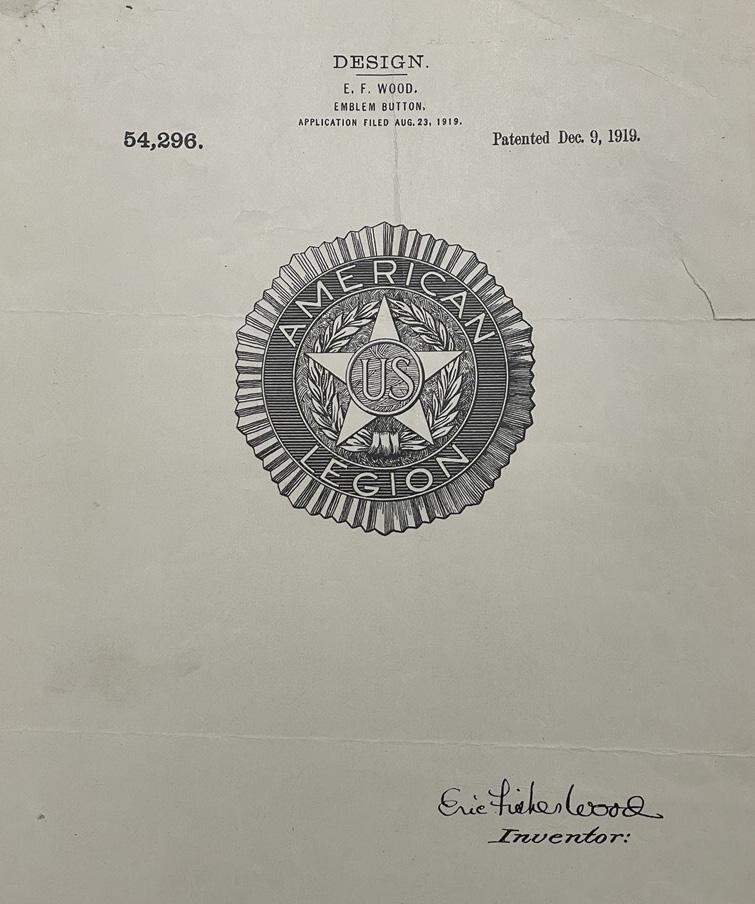 DESIGN.
E. F. WOOD.
EMBLEM BUTTON,
APPLICATION FILED AUG. 23, 1919.
54,296.
Patented Dec. 9, 1919.
AMERICAN
US
LEGION
Eric Fisher Wood
Inventor: